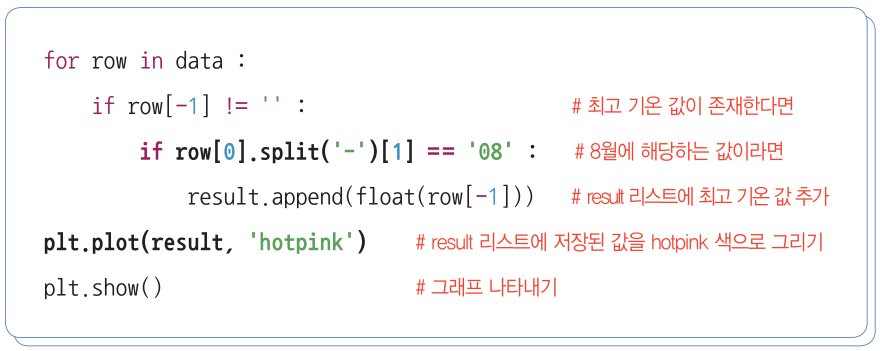 for row in data :
if row[-1] != '' : # 최고 기온 값이 존재한다면
if row[0].split('-')[1] == '08' : # 8월에 해당하는 값이라면
result.append(float(row[-1])) # result 리스트에 최고 기온 값 추가
plt.plot(result, 'hotpink') # result 리스트에 저장된 값을 hotpink 색으로 그리기
plt.show() # 그래프 나타내기